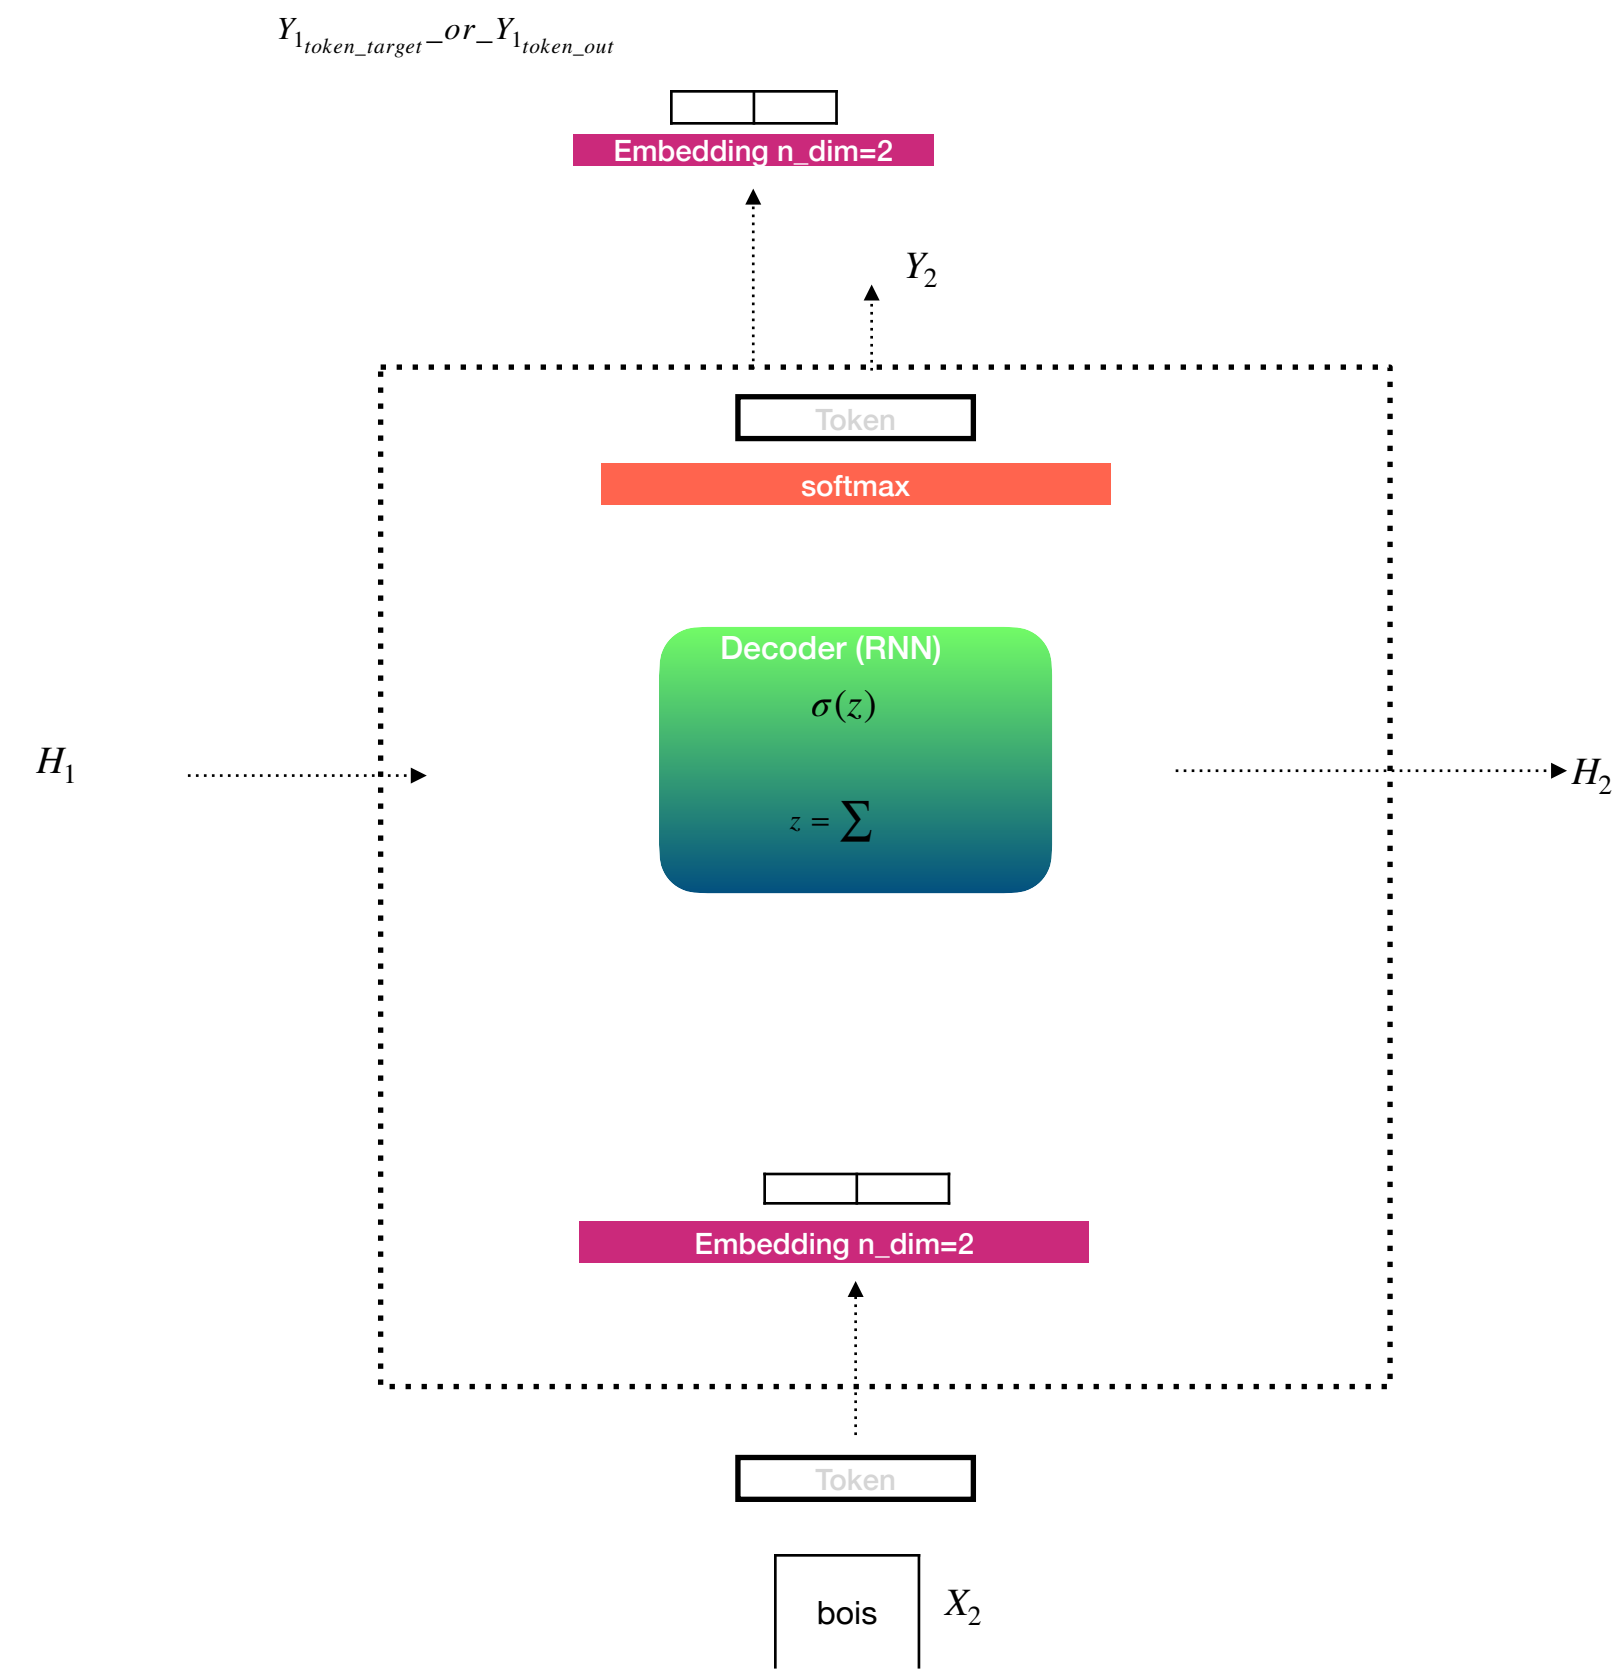 Y₁ₜₒₖₑₙ_target_or_Y₁ₜₒₖₑₙ_out
Embedding n_dim=2
Y₂
Token
softmax
Decoder (RNN)
σ(z)
H₁
H₂
z = ∑
Embedding n_dim=2
Token
bois
X₂